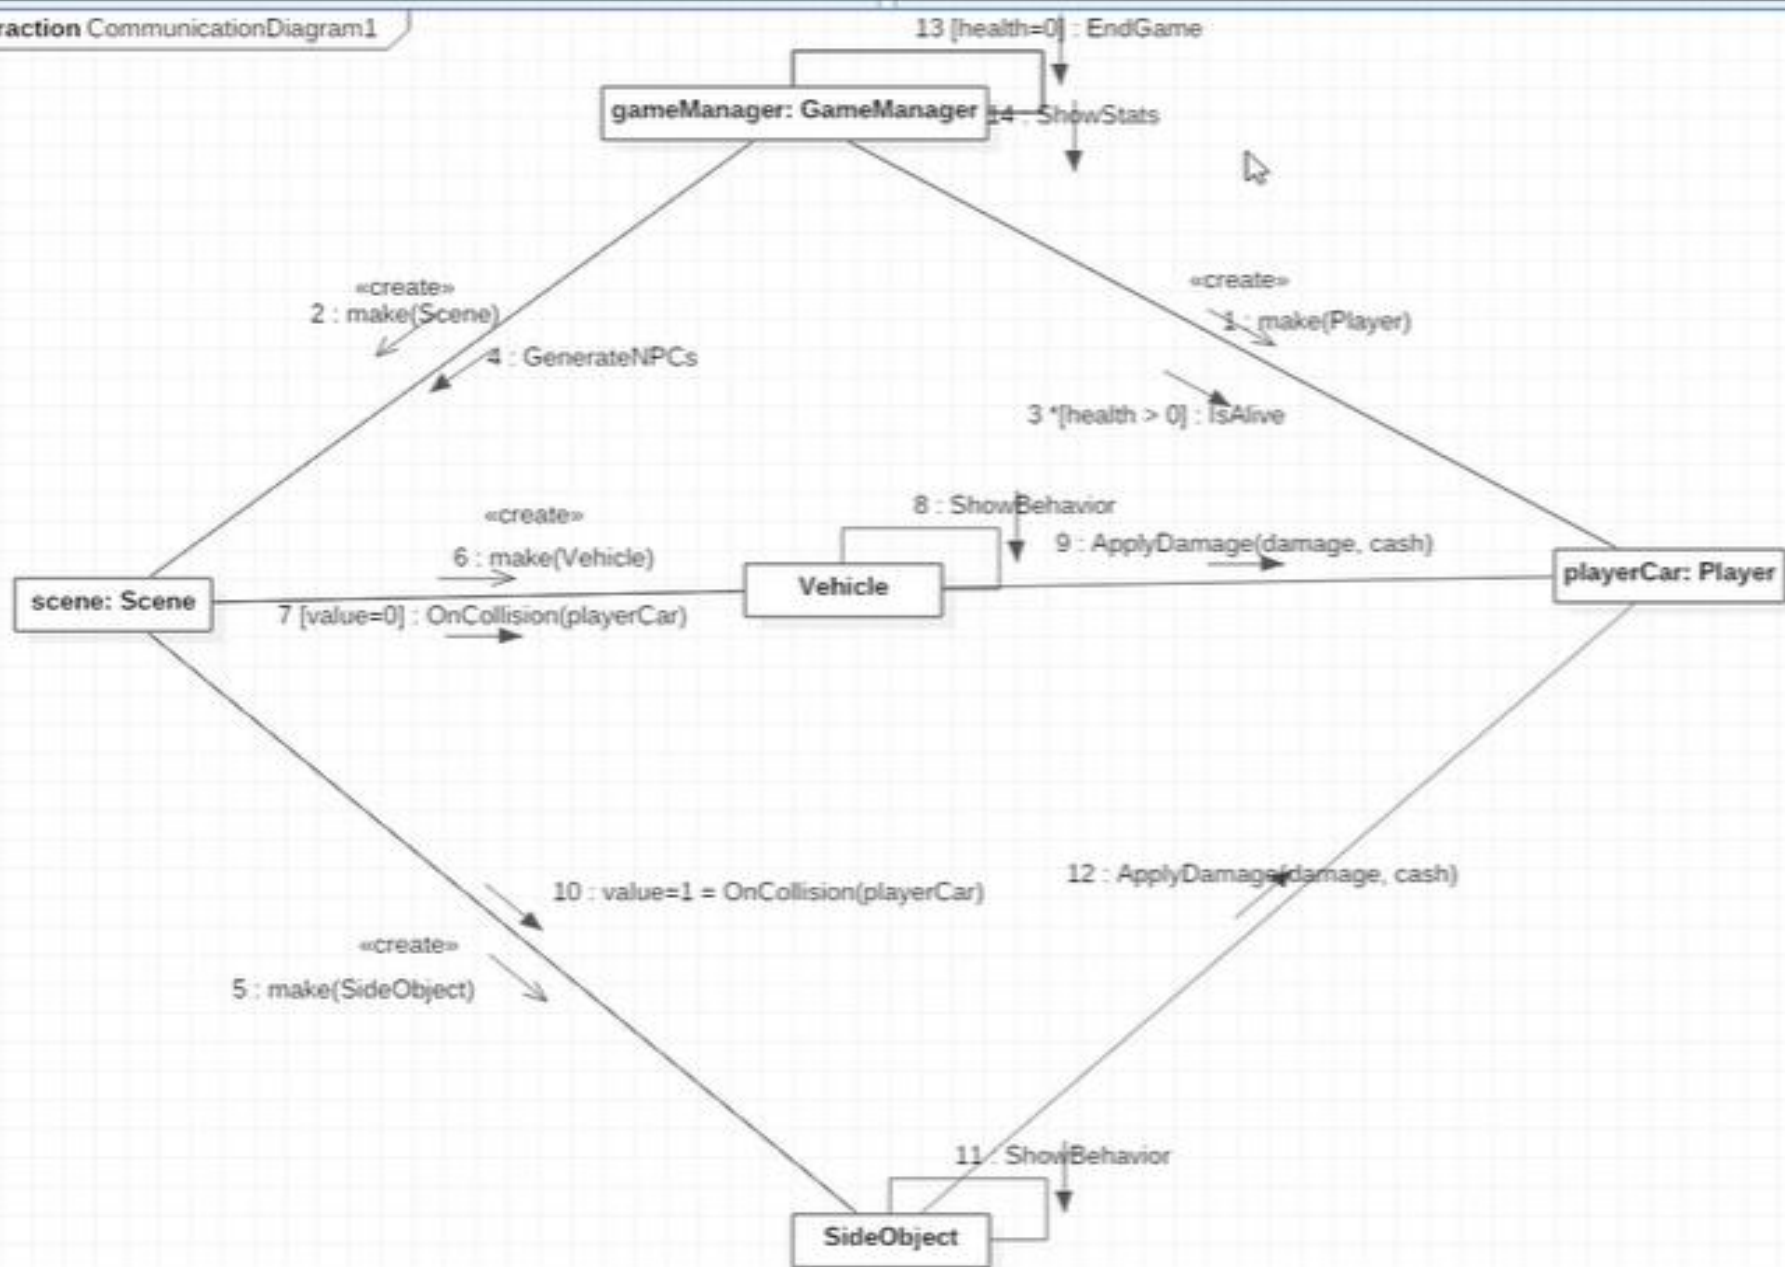 raction CommunicationDiagram1
13 [health=0] : EndGame
gameManager: GameManager
14 : ShowStats
«create»
2 : make(Scene)
«create»
1 : make(Player)
4 : GenerateNPCs
3 *[health > 0] : IsAlive
8 : ShowBehavior
«create»
6 : make(Vehicle)
9 : ApplyDamage(damage, cash)
scene: Scene
Vehicle
playerCar: Player
7 [value=0] : OnCollision(playerCar)
10 : value=1 = OnCollision(playerCar)
12 : ApplyDamage(damage, cash)
«create»
5 : make(SideObject)
11 : ShowBehavior
SideObject